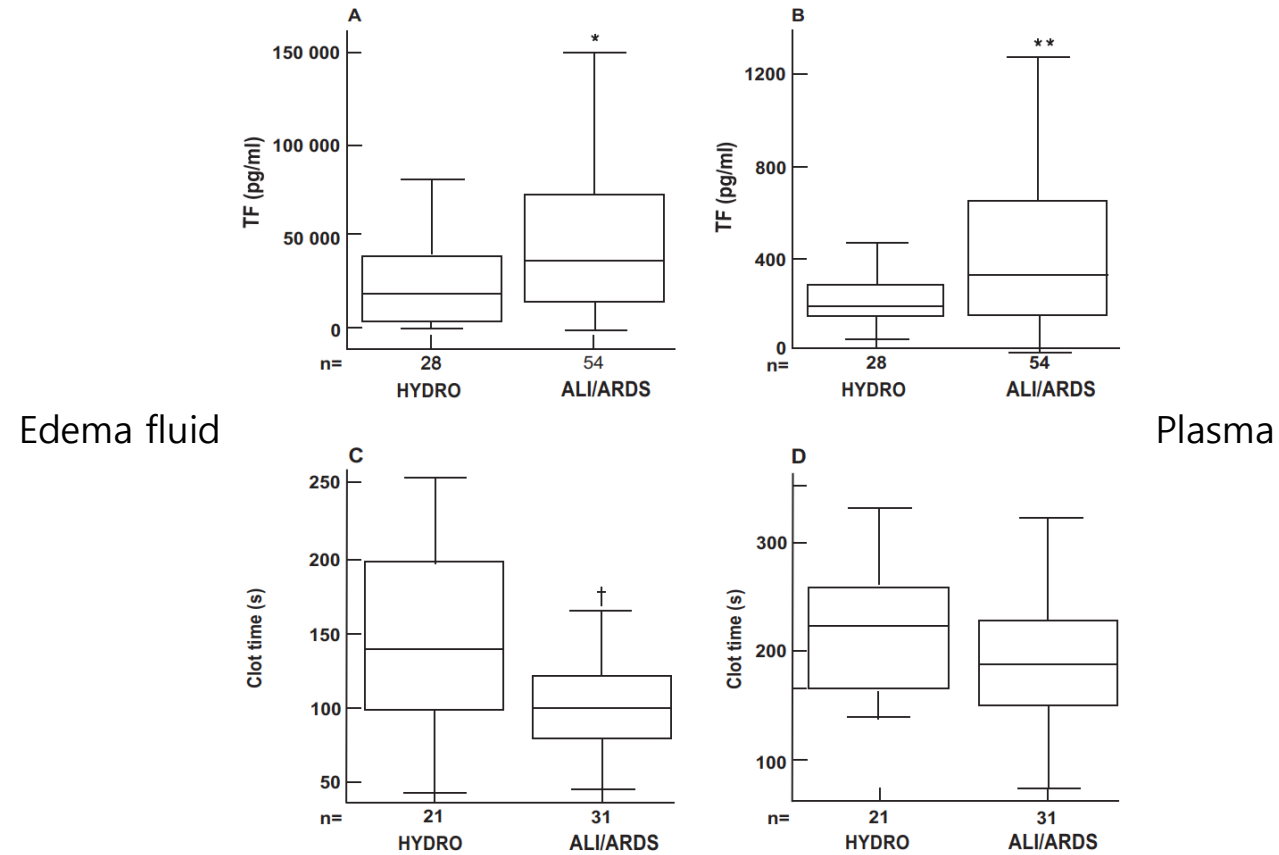 A
TF (pg/ml)
150 000
100 000
50 000
0
*
n= 28 54
HYDRO ALI/ARDS
B
TF (pg/ml)
1200
800
400
0
**
n= 28 54
HYDRO ALI/ARDS
Edema fluid
Plasma
C
Clot time (s)
250
200
150
100
50
†
n= 21 31
HYDRO ALI/ARDS
D
Clot time (s)
300
200
100
n= 21 31
HYDRO ALI/ARDS